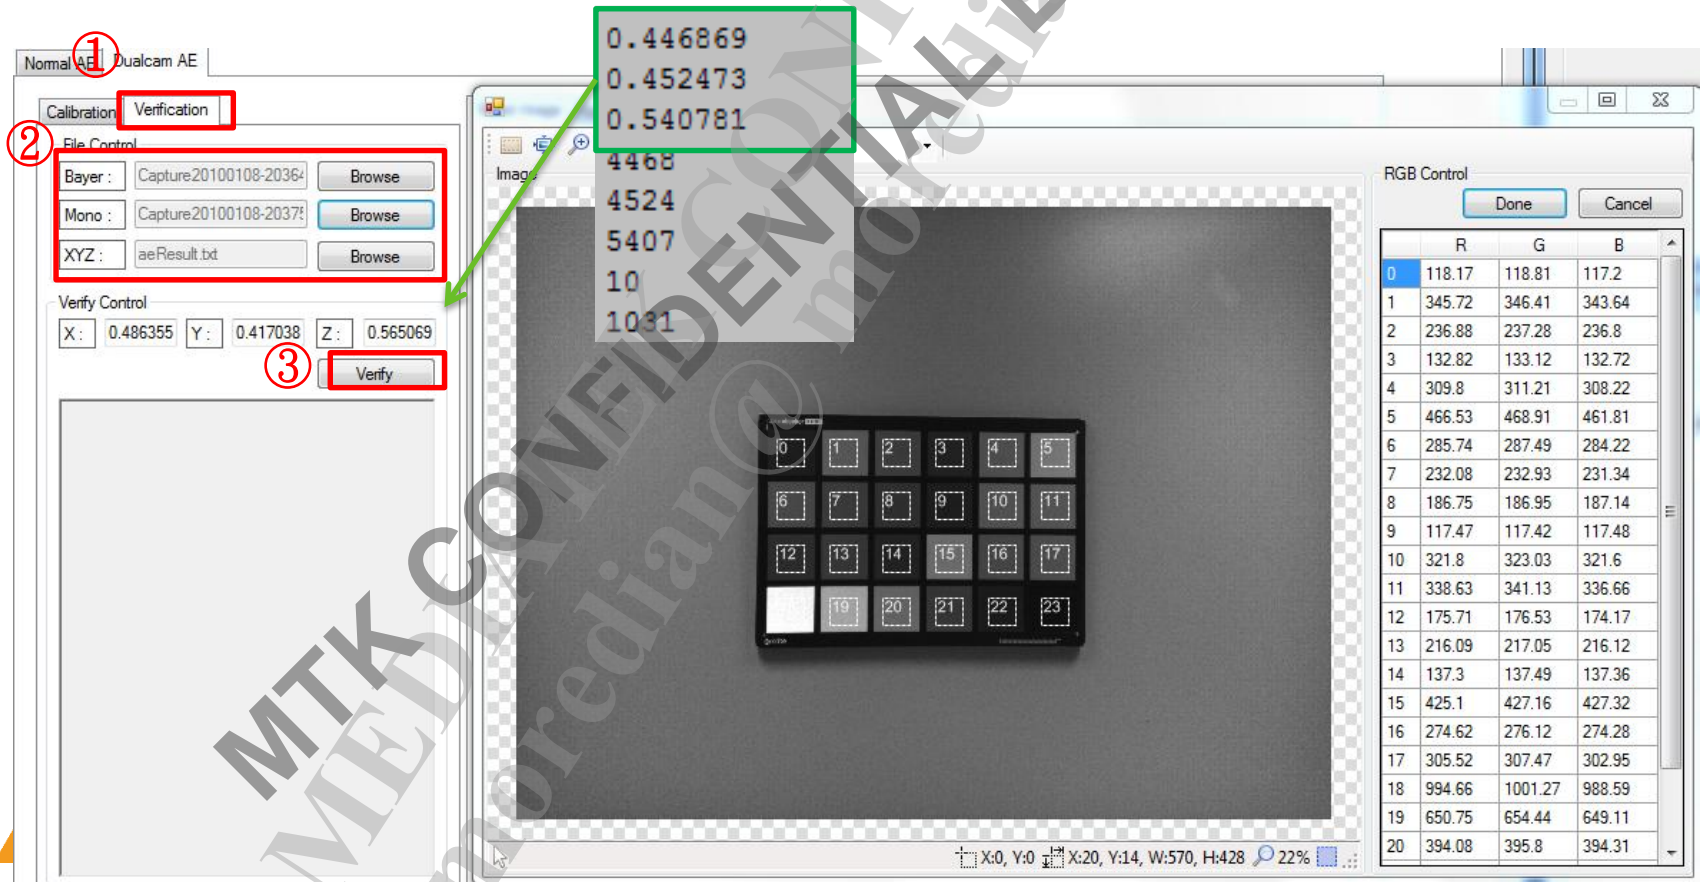 ①
Normal AE Dualcam AE
Calibration Verification
②
File Control
Bayer : Capture20100108-20364 Browse
Mono : Capture20100108-2037 Browse
XYZ : aeResult.txt Browse
Verify Control
X : 0.486355 Y : 0.417038 Z : 0.565069
③ Verify
0.446869
0.452473
0.540781
4468
4524
5407
10
1031
Image
0 1 2 3 4 5
6 7 8 9 10 11
12 13 14 15 16 17
19 20 21 22 23
X:0, Y:0 X:20, Y:14, W:570, H:428 22%
RGB Control
Done Cancel
R G B
0 118.17 118.81 117.2
1 345.72 346.41 343.64
2 236.88 237.28 236.8
3 132.82 133.12 132.72
4 309.8 311.21 308.22
5 466.53 468.91 461.81
6 285.74 287.49 284.22
7 232.08 232.93 231.34
8 186.75 186.95 187.14
9 117.47 117.42 117.48
10 321.8 323.03 321.6
11 338.63 341.13 336.66
12 175.71 176.53 174.17
13 216.09 217.05 216.12
14 137.3 137.49 137.36
15 425.1 427.16 427.32
16 274.62 276.12 274.28
17 305.52 307.47 302.95
18 994.66 1001.27 988.59
19 650.75 654.44 649.11
20 394.08 395.8 394.31
MTK CONFIDENTIAL